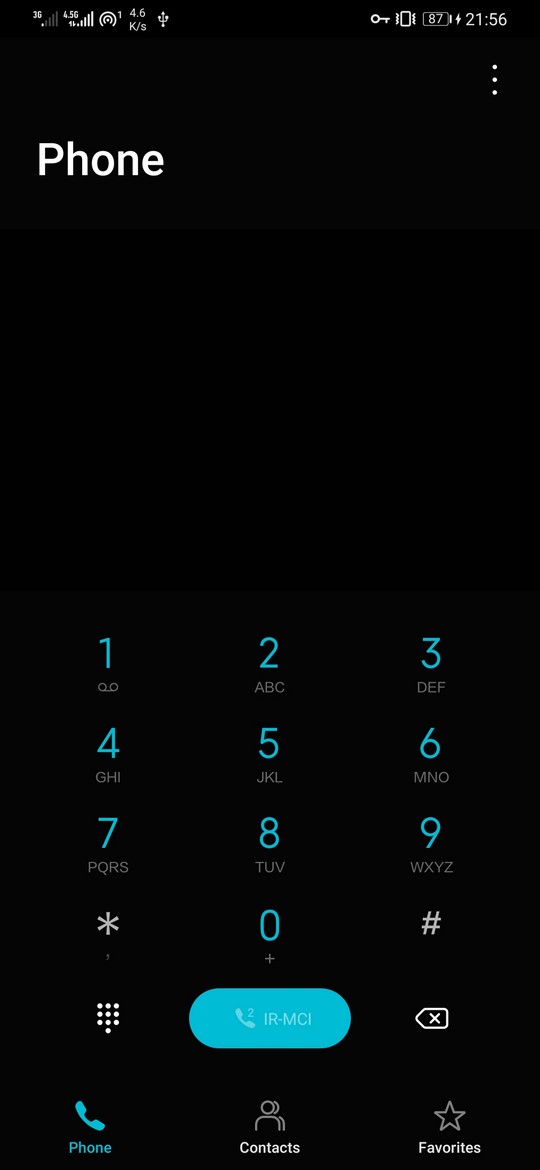 3G 4.5G 1 4.6 K/s 87 21:56
Phone
1 2 3
ABC DEF
4 5 6
GHI JKL MNO
7 8 9
PQRS TUV WXYZ
* 0 #
, +
2 IR-MCI
Phone Contacts Favorites